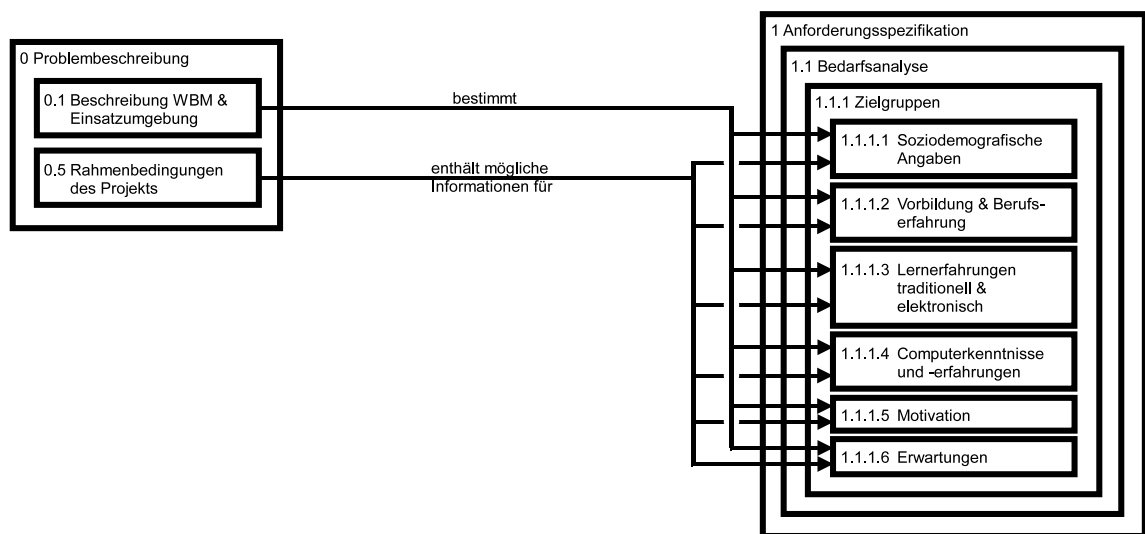 0 Problembeschreibung
0.1 Beschreibung WBM &
Einsatzumgebung
0.5 Rahmenbedingungen
des Projekts
bestimmt
enthält mögliche
Informationen für
1 Anforderungsspezifikation
1.1 Bedarfsanalyse
1.1.1 Zielgruppen
1.1.1.1 Soziodemografische
Angaben
1.1.1.2 Vorbildung & Berufs-
erfahrung
1.1.1.3 Lernerfahrungen
traditionell &
elektronisch
1.1.1.4 Computerkenntnisse
und -erfahrungen
1.1.1.5 Motivation
1.1.1.6 Erwartungen